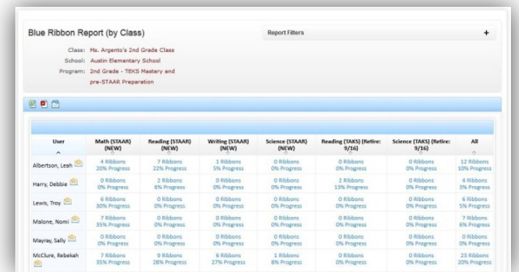 Blue Ribbon Report (by Class)
Report Filters +
Class: Ms. Argento's 2nd Grade Class
School: Austin Elementary School
Program: 2nd Grade - TEKS Mastery and
pre-STAAR Preparation
User Math (STAAR) (NEW) Reading (STAAR) (NEW) Writing (STAAR) (NEW) Science (STAAR) (NEW) Reading (TAKS) (Retire: 9/16) Science (TAKS) (Retire: 9/16) All
Albertson, Leah 4 Ribbons 7 Ribbons 1 Ribbons 0 Ribbons 0 Ribbons 0 Ribbons 12 Ribbons
20% Progress 22% Progress 5% Progress 0% Progress 0% Progress 0% Progress 10% Progress
Harry, Debbie 0 Ribbons 2 Ribbons 0 Ribbons 0 Ribbons 2 Ribbons 0 Ribbons 4 Ribbons
0% Progress 6% Progress 0% Progress 0% Progress 13% Progress 0% Progress 3% Progress
Lewis, Troy 6 Ribbons 0 Ribbons 0 Ribbons 0 Ribbons 0 Ribbons 0 Ribbons 6 Ribbons
30% Progress 0% Progress 0% Progress 0% Progress 0% Progress 0% Progress 5% Progress
Malone, Nomi 7 Ribbons 0 Ribbons 0 Ribbons 0 Ribbons 0 Ribbons 0 Ribbons 7 Ribbons
35% Progress 0% Progress 0% Progress 0% Progress 0% Progress 0% Progress 6% Progress
Mayray, Sally 0 Ribbons 0 Ribbons 0 Ribbons 0 Ribbons 0 Ribbons 0 Ribbons 0 Ribbons
0% Progress 0% Progress 0% Progress 0% Progress 0% Progress 0% Progress 0% Progress
McClure, Rebekah 7 Ribbons 9 Ribbons 6 Ribbons 1 Ribbons 0 Ribbons 0 Ribbons 23 Ribbons
35% Progress 28% Progress 27% Progress 8% Progress 0% Progress 0% Progress 20% Progress